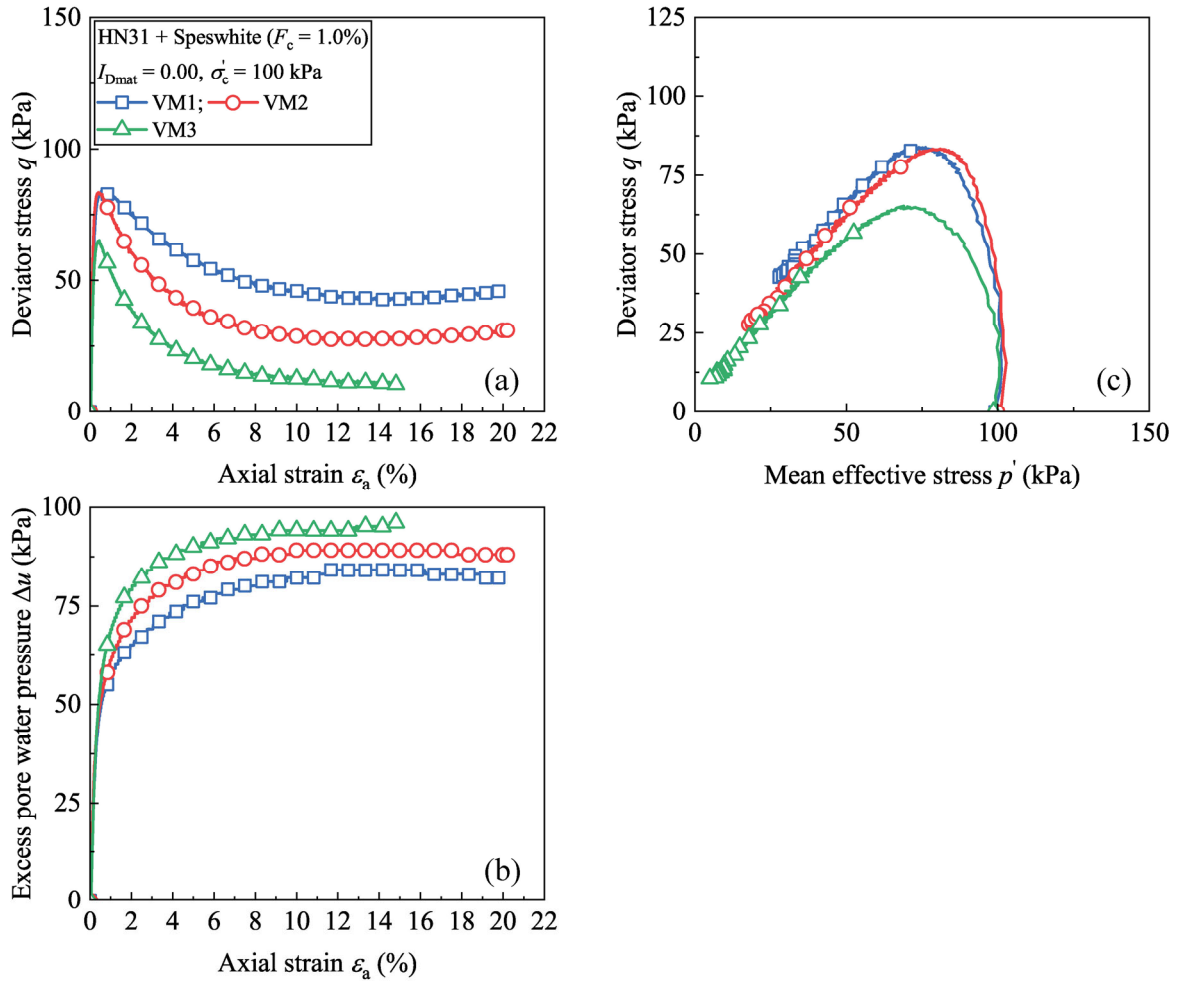 HN31 + Speswhite (Fc = 1.0%)
IDmat = 0.00, σ'c = 100 kPa
VM1; VM2
VM3
Deviator stress q (kPa)
150
100
50
0
0 2 4 6 8 10 12 14 16 18 20 22
Axial strain εa (%)
(a)
Deviator stress q (kPa)
125
100
75
50
25
0
0 50 100 150
Mean effective stress p' (kPa)
(c)
Excess pore water pressure Δu (kPa)
100
75
50
25
0
0 2 4 6 8 10 12 14 16 18 20 22
Axial strain εa (%)
(b)